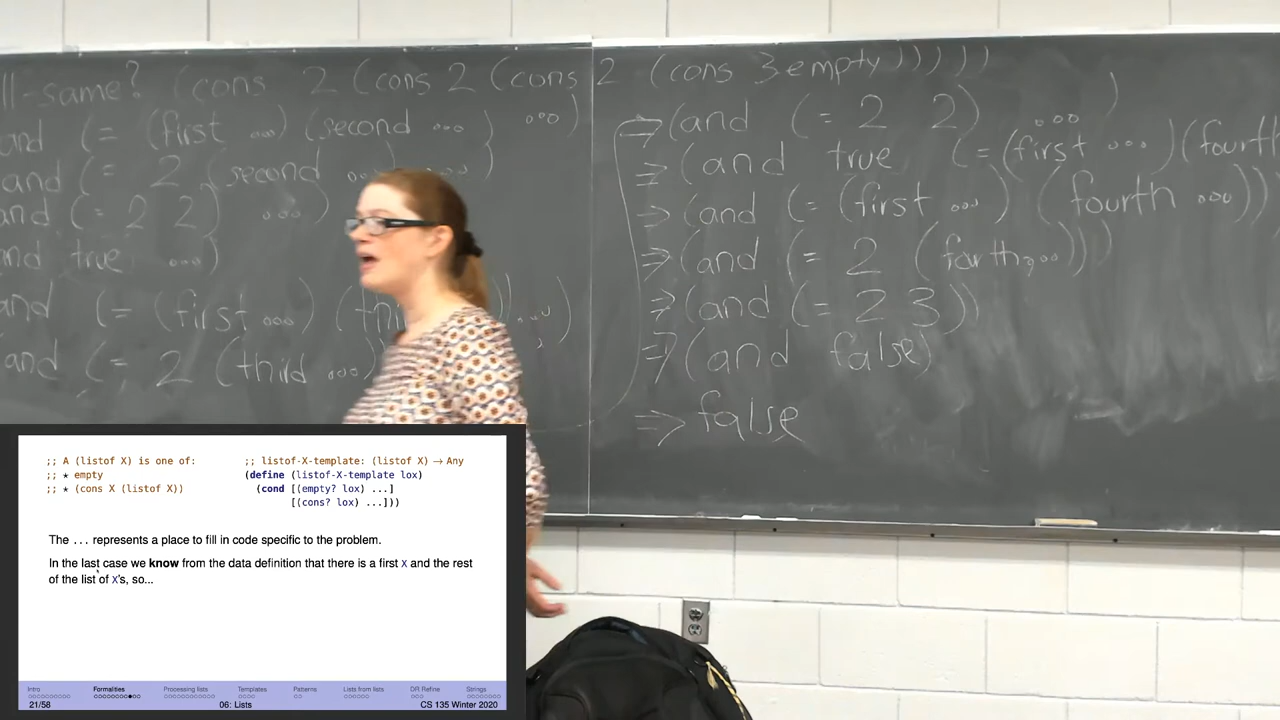 ll-same? (cons 2 (cons 2 (cons 2 (cons 3 empty)))))
and (= (first ...) (second ...) ...)
and (= 2 (second ...)
and (= 2 2) ...)
and true ...)
and (= (first ...) (thi ...)
and (= 2 (third ...)
⇒ (and (= 2 2) ... )
⇒ (and true (= (first ...) (fourth
⇒ (and (= (first ...) (fourth ...)))
⇒ (and (= 2 (forth ...)))
⇒ (and (= 2 3))
⇒ (and false)
⇒ false
;; A (listof X) is one of:
;; ⋆ empty
;; ⋆ (cons X (listof X))
;; listof-X-template: (listof X) → Any
(define (listof-X-template lox)
(cond [(empty? lox) ...]
[(cons? lox) ...]))
The ... represents a place to fill in code specific to the problem.
In the last case we know from the data definition that there is a first X and the rest
of the list of X's, so...
Intro Formalities Processing lists Templates Patterns Lists from lists DR Refine Strings
21/58 06: Lists CS 135 Winter 2020